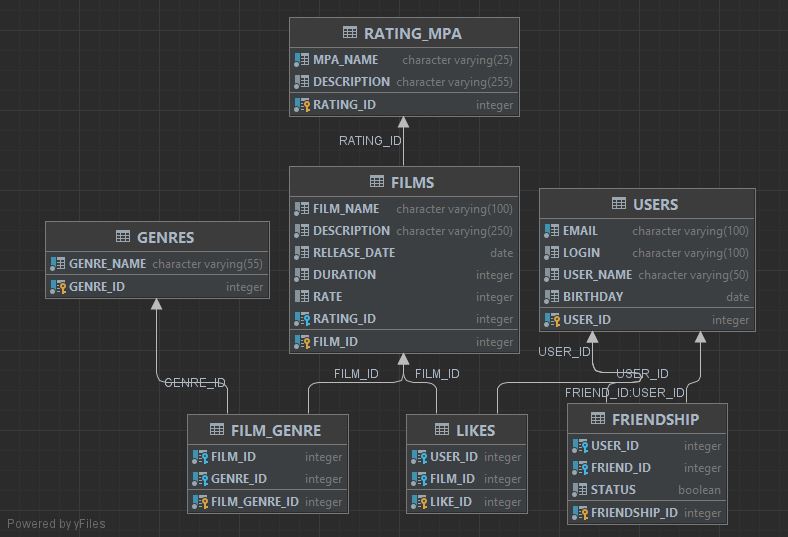 RATING_MPA
MPA_NAME character varying(25)
DESCRIPTION character varying(255)
RATING_ID integer
RATING_ID
FILMS
FILM_NAME character varying(100)
DESCRIPTION character varying(250)
RELEASE_DATE date
DURATION integer
RATE integer
RATING_ID integer
FILM_ID integer
USERS
EMAIL character varying(100)
LOGIN character varying(100)
USER_NAME character varying(50)
BIRTHDAY date
USER_ID integer
GENRES
GENRE_NAME character varying(55)
GENRE_ID integer
USER_ID
GENRE_ID
FILM_ID
FILM_ID
USER_ID
FRIEND_ID:USER_ID
FILM_GENRE
FILM_ID integer
GENRE_ID integer
FILM_GENRE_ID integer
LIKES
USER_ID integer
FILM_ID integer
LIKE_ID integer
FRIENDSHIP
USER_ID integer
FRIEND_ID integer
STATUS boolean
FRIENDSHIP_ID integer
Powered by yFiles